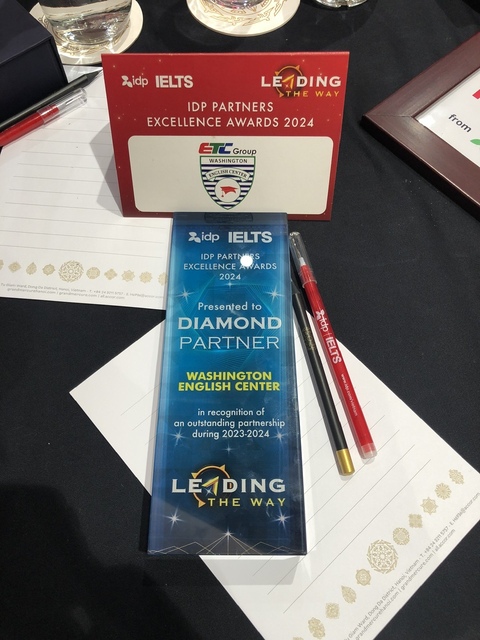 idp IELTS
LEADING
THE WAY
IDP PARTNERS
EXCELLENCE AWARDS 2024
ETC Group
WASHINGTON
ENGLISH CENTER
from
idp IELTS
IDP PARTNERS
EXCELLENCE AWARDS
2024
Presented to
DIAMOND
PARTNER
WASHINGTON
ENGLISH CENTER
in recognition of
an outstanding partnership
during 2023-2024
LEADING
THE WAY
idp IELTS